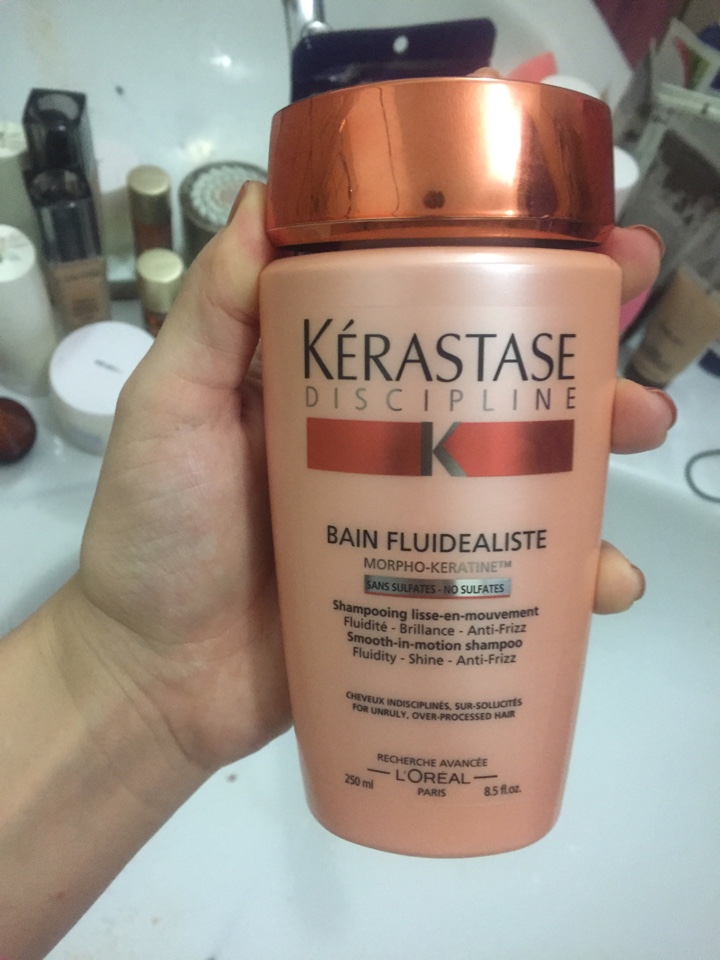 KÉRASTASE
DISCIPLINE
K
BAIN FLUIDEALISTE
MORPHO-KERATINE™
SANS SULFATES - NO SULFATES
Shampooing lisse-en-mouvement
Fluidité - Brillance - Anti-Frizz
Smooth-in-motion shampoo
Fluidity - Shine - Anti-Frizz
CHEVEUX INDISCIPLINÉS, SUR-SOLLICITÉS
FOR UNRULY, OVER-PROCESSED HAIR
RECHERCHE AVANCÉE
L'ORÉAL
PARIS
250 ml
8.5 fl.oz.